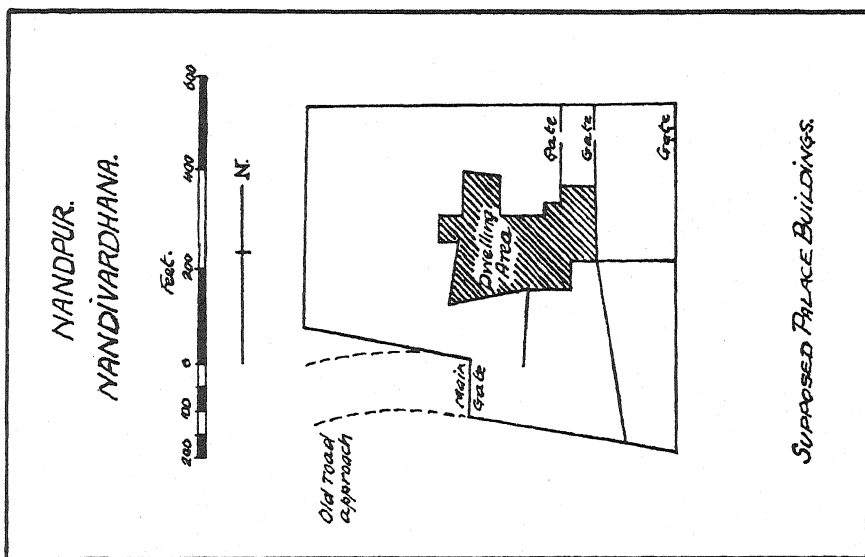 NANDPUR.
NANDIVARDHANA.
Feet.
200 100 0 200 400 600
N.
Old road
approach
Main
Gate
Dwelling
Area
Gate
Gate
Gate
SUPPOSED PALACE BUILDINGS.